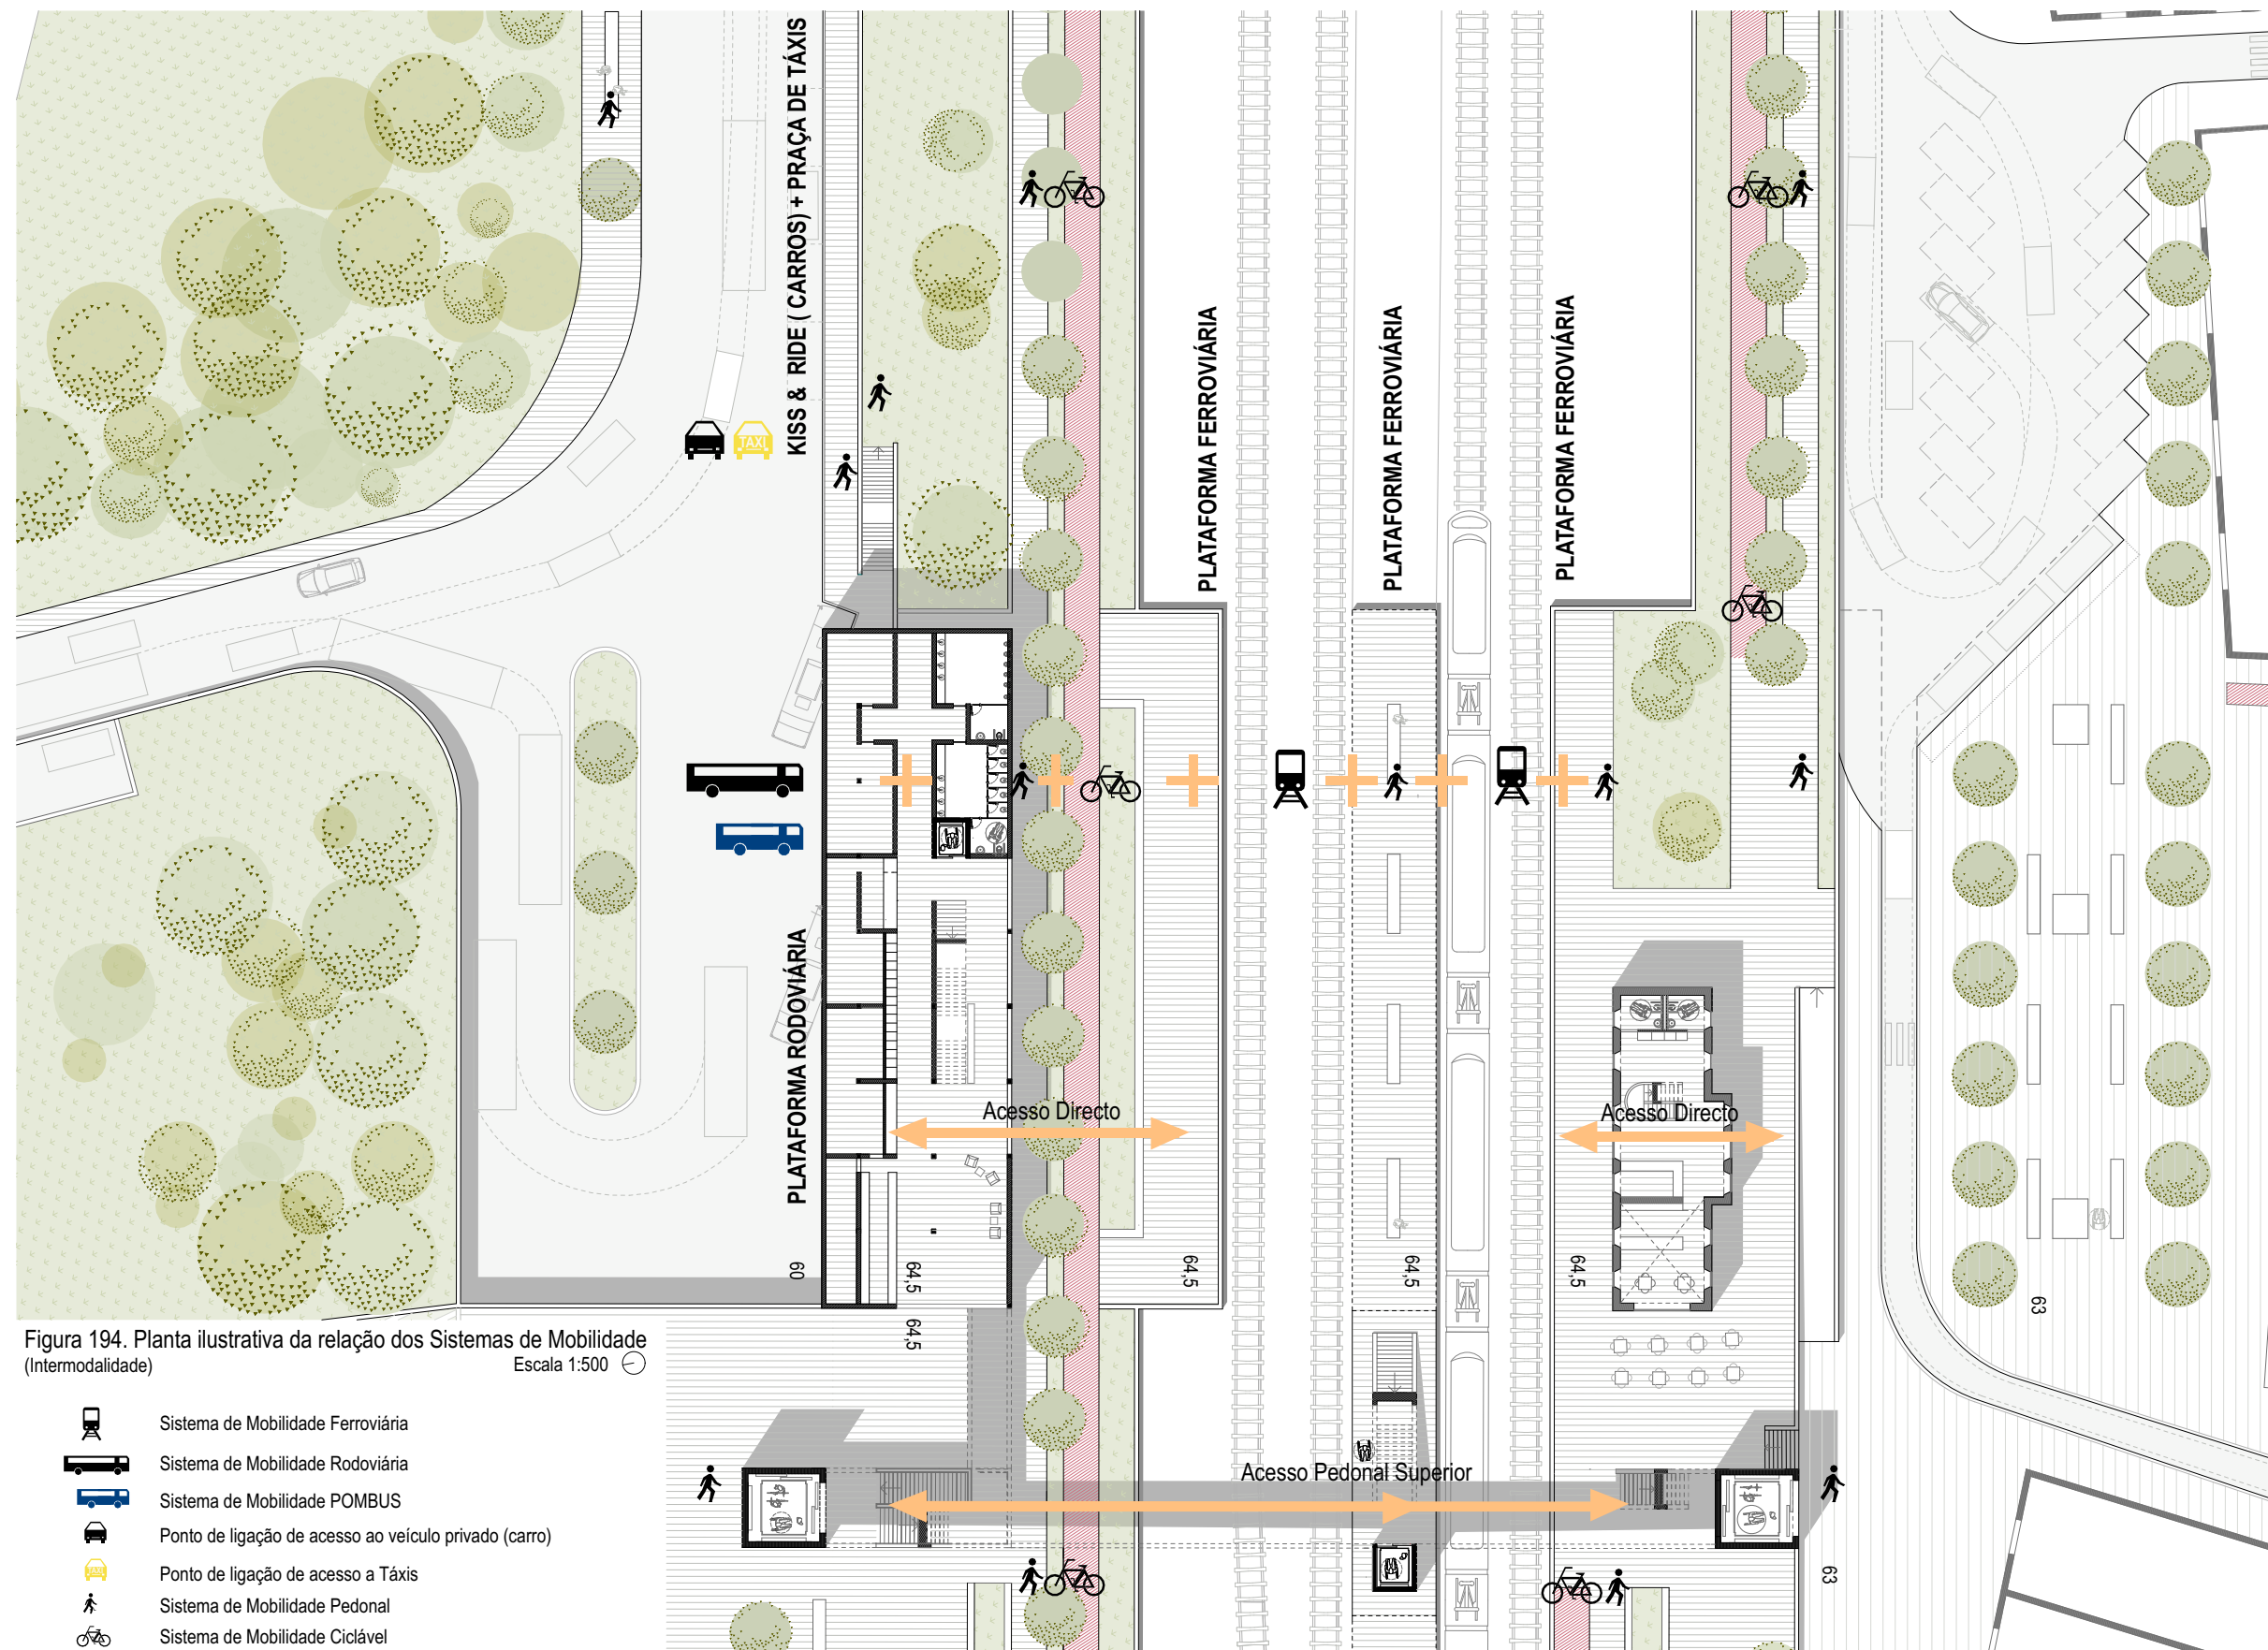 KISS & RIDE ( CARROS) + PRAÇA DE TÁXIS
TAXI
PLATAFORMA FERROVIÁRIA
PLATAFORMA FERROVIÁRIA
PLATAFORMA FERROVIÁRIA
PLATAFORMA RODOVIÁRIA
Acesso Directo
Acesso Directo
60
64,5
64,5
64,5
64,5
64,5
63
Acesso Pedonal Superior
63
Figura 194. Planta ilustrativa da relação dos Sistemas de Mobilidade
(Intermodalidade)
Escala 1:500
Sistema de Mobilidade Ferroviária
Sistema de Mobilidade Rodoviária
Sistema de Mobilidade POMBUS
Ponto de ligação de acesso ao veículo privado (carro)
TAXI
Ponto de ligação de acesso a Táxis
Sistema de Mobilidade Pedonal
Sistema de Mobilidade Ciclável